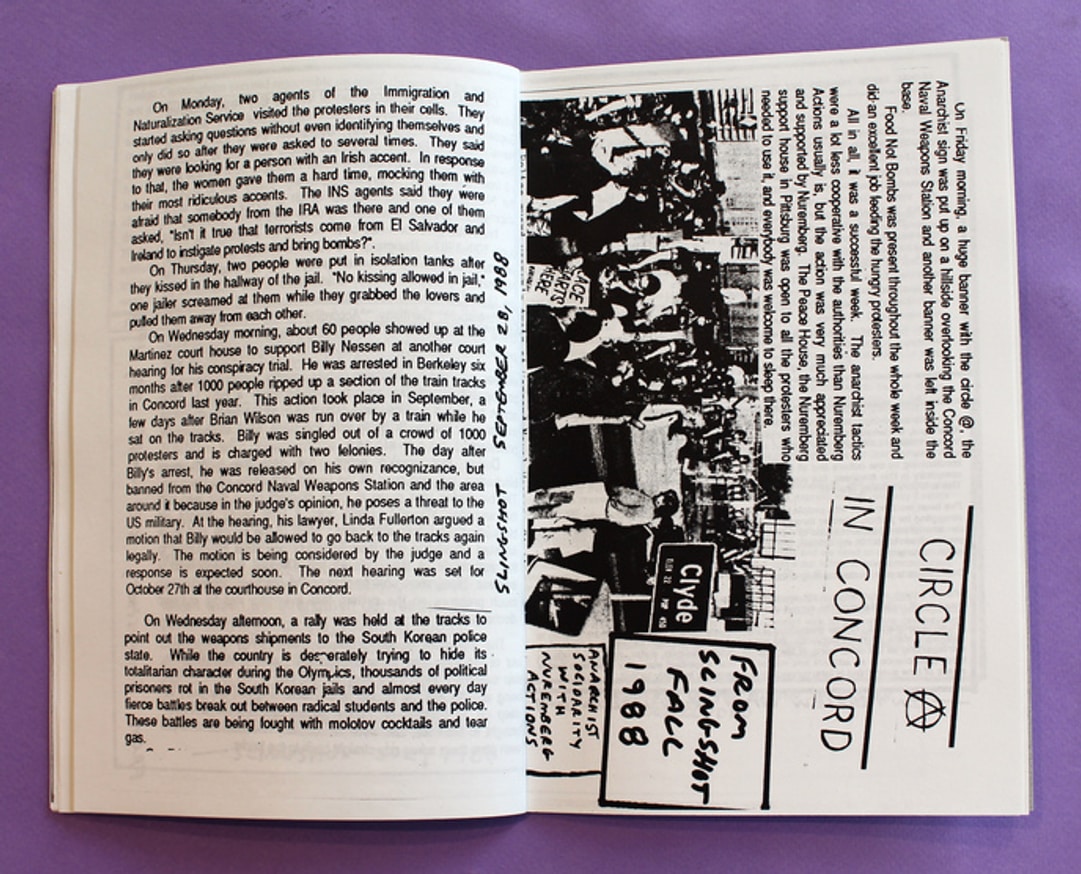 On Monday, two agents of the Immigration and
Naturalization Service visited the protesters in their cells. They
started asking questions without even identifying themselves and
only did so after they were asked to several times. They said
they were looking for a person with an Irish accent. In response
to that, the women gave them a hard time, mocking them with
their most ridiculous accents. The INS agents said they were
afraid that somebody from the IRA was there and one of them
asked, "Isn't it true that terrorists come from El Salvador and
Ireland to instigate protests and bring bombs?".
On Thursday, two people were put in isolation tanks after
they kissed in the hallway of the jail. "No kissing allowed in jail,"
one jailer screamed at them while they grabbed the lovers and
pulled them away from each other.
On Wednesday morning, about 60 people showed up at the
Martinez court house to support Billy Nessen at another court
hearing for his conspiracy trial. He was arrested in Berkeley six
months after 1000 people ripped up a section of the train tracks
in Concord last year. This action took place in September, a
few days after Brian Wilson was run over by a train while he
sat on the tracks. Billy was singled out of a crowd of 1000
protesters and is charged with two felonies. The day after
Billy's arrest, he was released on his own recognizance, but
banned from the Concord Naval Weapons Station and the area
around it because in the judge's opinion, he poses a threat to the
US military. At the hearing, his lawyer, Linda Fullerton argued a
motion that Billy would be allowed to go back to the tracks again
legally. The motion is being considered by the judge and a
response is expected soon. The next hearing was set for
October 27th at the courthouse in Concord.
On Wednesday afternoon, a rally was held at the tracks to
point out the weapons shipments to the South Korean police
state. While the country is desperately trying to hide its
totalitarian character during the Olympics, thousands of political
prisoners rot in the South Korean jails and almost every day
fierce battles break out between radical students and the police.
These battles are being fought with molotov cocktails and tear
gas.
SLINGSHOT SEPTEMBER 28, 1988
CIRCLE Ⓐ
IN CONCORD
On Friday morning, a huge banner with the circle @, the
Anarchist sign was put up on a hillside overlooking the Concord
Naval Weapons Station and another banner was left inside the
base.
Food Not Bombs was present throughout the whole week and
did an excellent job feeding the hungry protesters.
All in all, it was a successful week. The anarchist tactics
were a lot less cooperative with the authorities than Nuremberg
Actions usually is, but the action was very much appreciated
and supported by Nuremberg. The Peace House, the Nuremberg
support house in Pittsburg was open to all the protesters who
needed to use it, and everybody was welcome to sleep there.
STARTS
HERE
Clyde
FROM
SLINGSHOT
FALL
1988
ANARCHIST
SOLIDARITY
WITH
NUREMBERG
ACTIONS